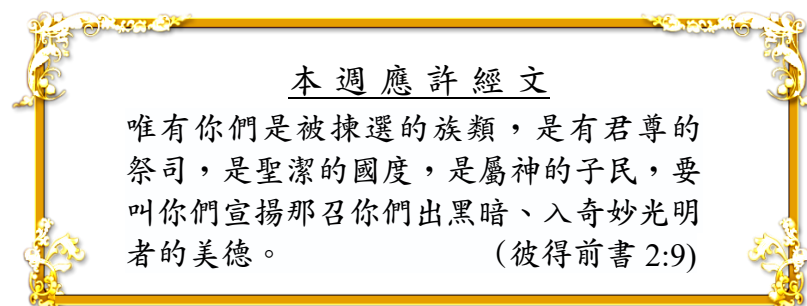 本週應許經文
唯有你們是被揀選的族類，是有君尊的
祭司，是聖潔的國度，是屬神的子民，要
叫你們宣揚那召你們出黑暗、入奇妙光明
者的美德。 (彼得前書 2:9)